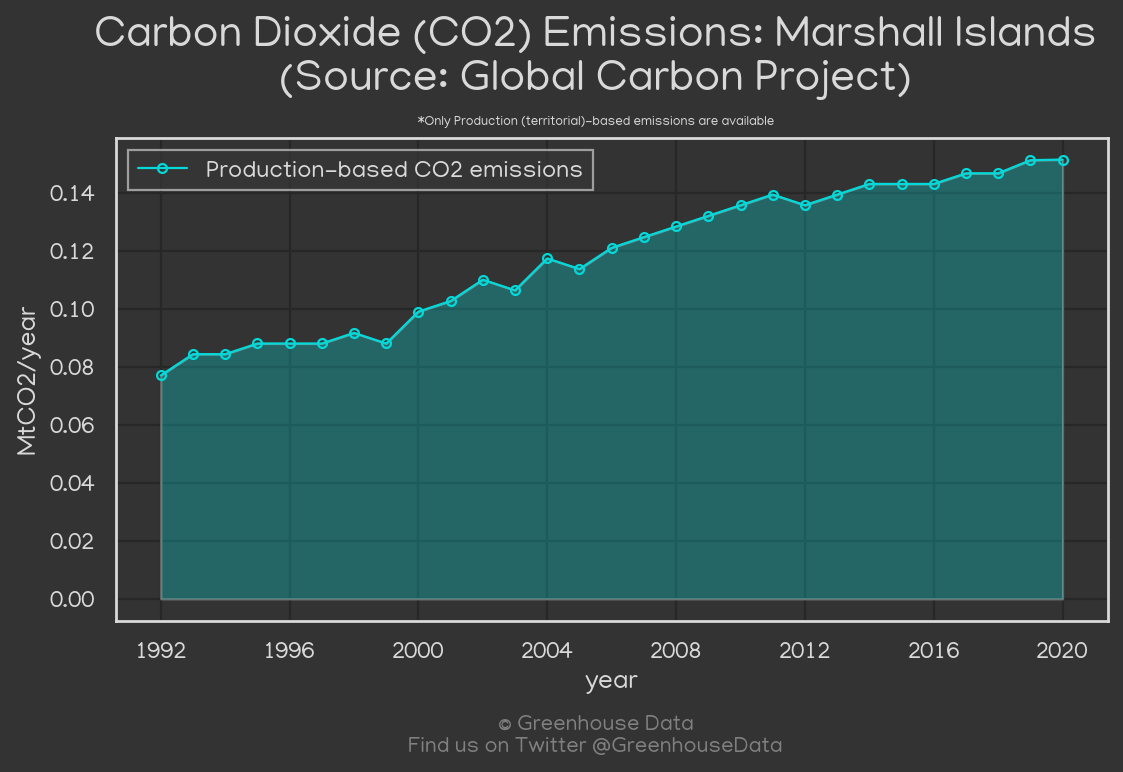 Carbon Dioxide (CO2) Emissions: Marshall Islands
(Source: Global Carbon Project)
*Only Production (territorial)-based emissions are available
Production-based CO2 emissions
MtCO2/year
0.14
0.12
0.10
0.08
0.06
0.04
0.02
0.00
1992 1996 2000 2004 2008 2012 2016 2020
year
© Greenhouse Data
Find us on Twitter @GreenhouseData